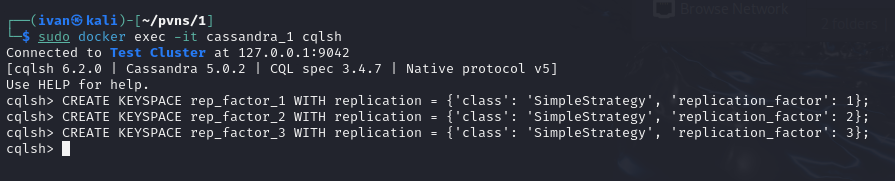 Browse Network
2 folders
┌──(ivan㉿kali)-[~/pvns/1]
└─$ sudo docker exec -it cassandra_1 cqlsh
Connected to Test Cluster at 127.0.0.1:9042
[cqlsh 6.2.0 | Cassandra 5.0.2 | CQL spec 3.4.7 | Native protocol v5]
Use HELP for help.
cqlsh> CREATE KEYSPACE rep_factor_1 WITH replication = {'class': 'SimpleStrategy', 'replication_factor': 1};
cqlsh> CREATE KEYSPACE rep_factor_2 WITH replication = {'class': 'SimpleStrategy', 'replication_factor': 2};
cqlsh> CREATE KEYSPACE rep_factor_3 WITH replication = {'class': 'SimpleStrategy', 'replication_factor': 3};
cqlsh>